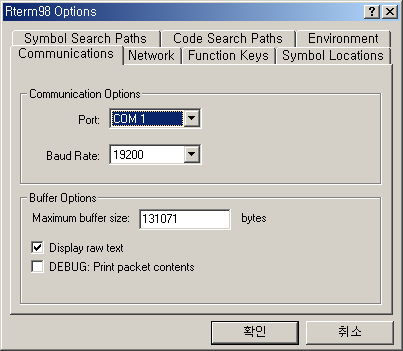 Rterm98 Options
Symbol Search Paths Code Search Paths Environment
Communications Network Function Keys Symbol Locations
Communication Options
Port: COM 1
Baud Rate: 19200
Buffer Options
Maximum buffer size: 131071 bytes
Display raw text
DEBUG: Print packet contents
확인 취소